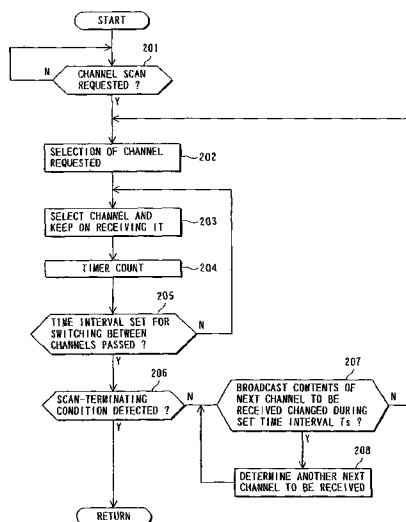 START
201
CHANNEL SCAN
REQUESTED ?
N
Y
SELECTION OF CHANNEL
REQUESTED
202
SELECT CHANNEL AND
KEEP ON RECEIVING IT
203
TIMER COUNT
204
205
TIME INTERVAL SET FOR
SWITCHING BETWEEN
CHANNELS PASSED ?
N
Y
206
SCAN-TERMINATING
CONDITION DETECTED ?
N
Y
207
BROADCAST CONTENTS OF
NEXT CHANNEL TO BE
RECEIVED CHANGED DURING
SET TIME INTERVAL Ts ?
N
Y
208
DETERMINE ANOTHER NEXT
CHANNEL TO BE RECEIVED
RETURN